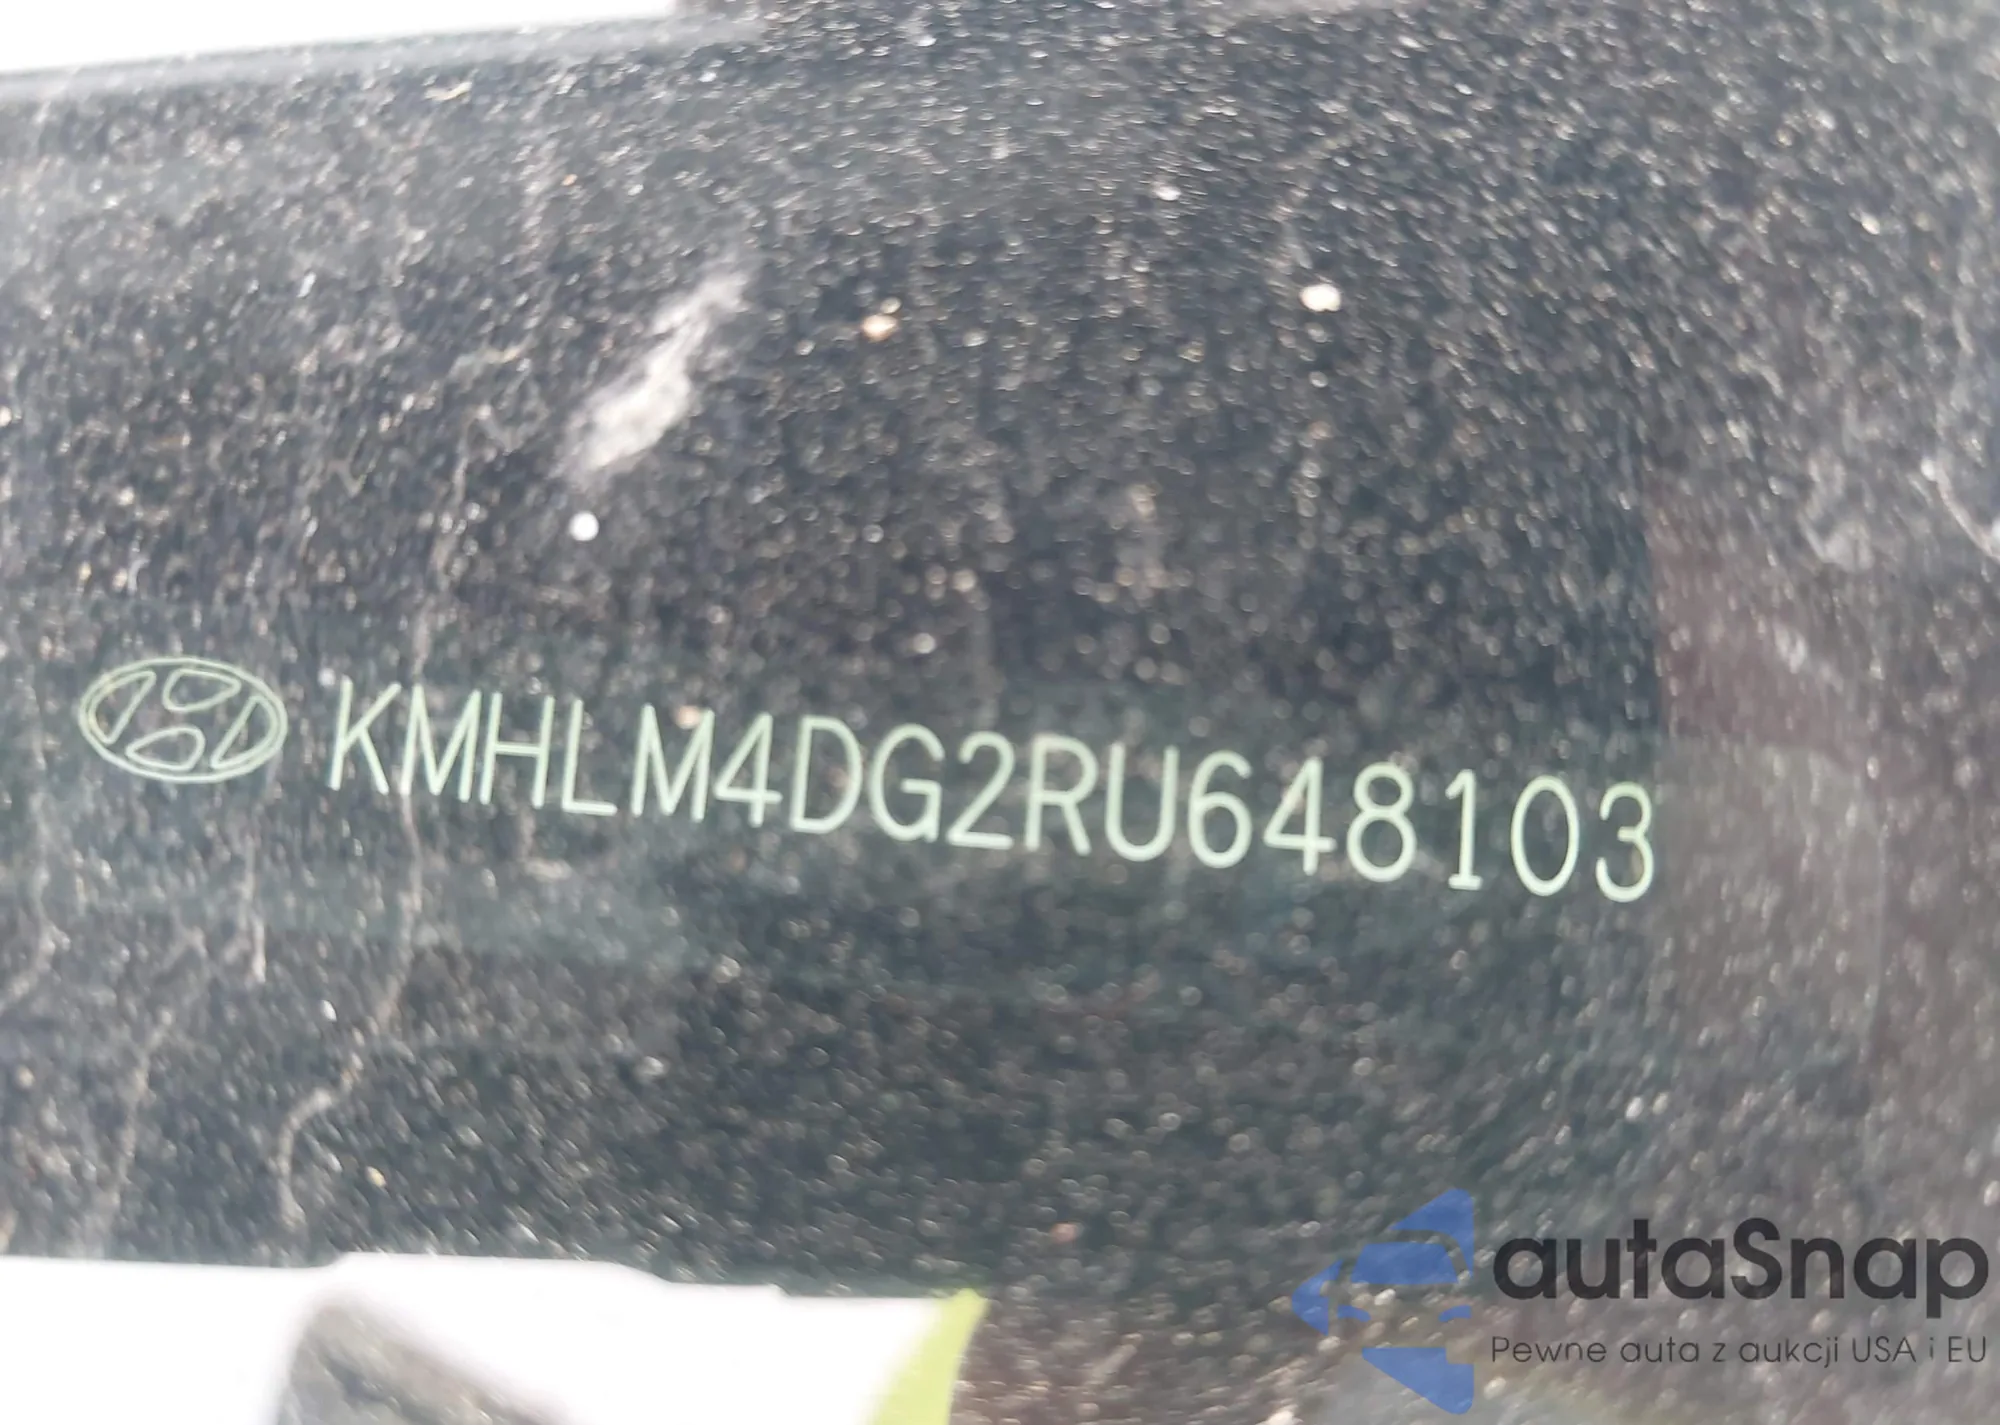 KMHLM4DG2RU648103
autaSnap
Pewne auta z aukcji USA i EU